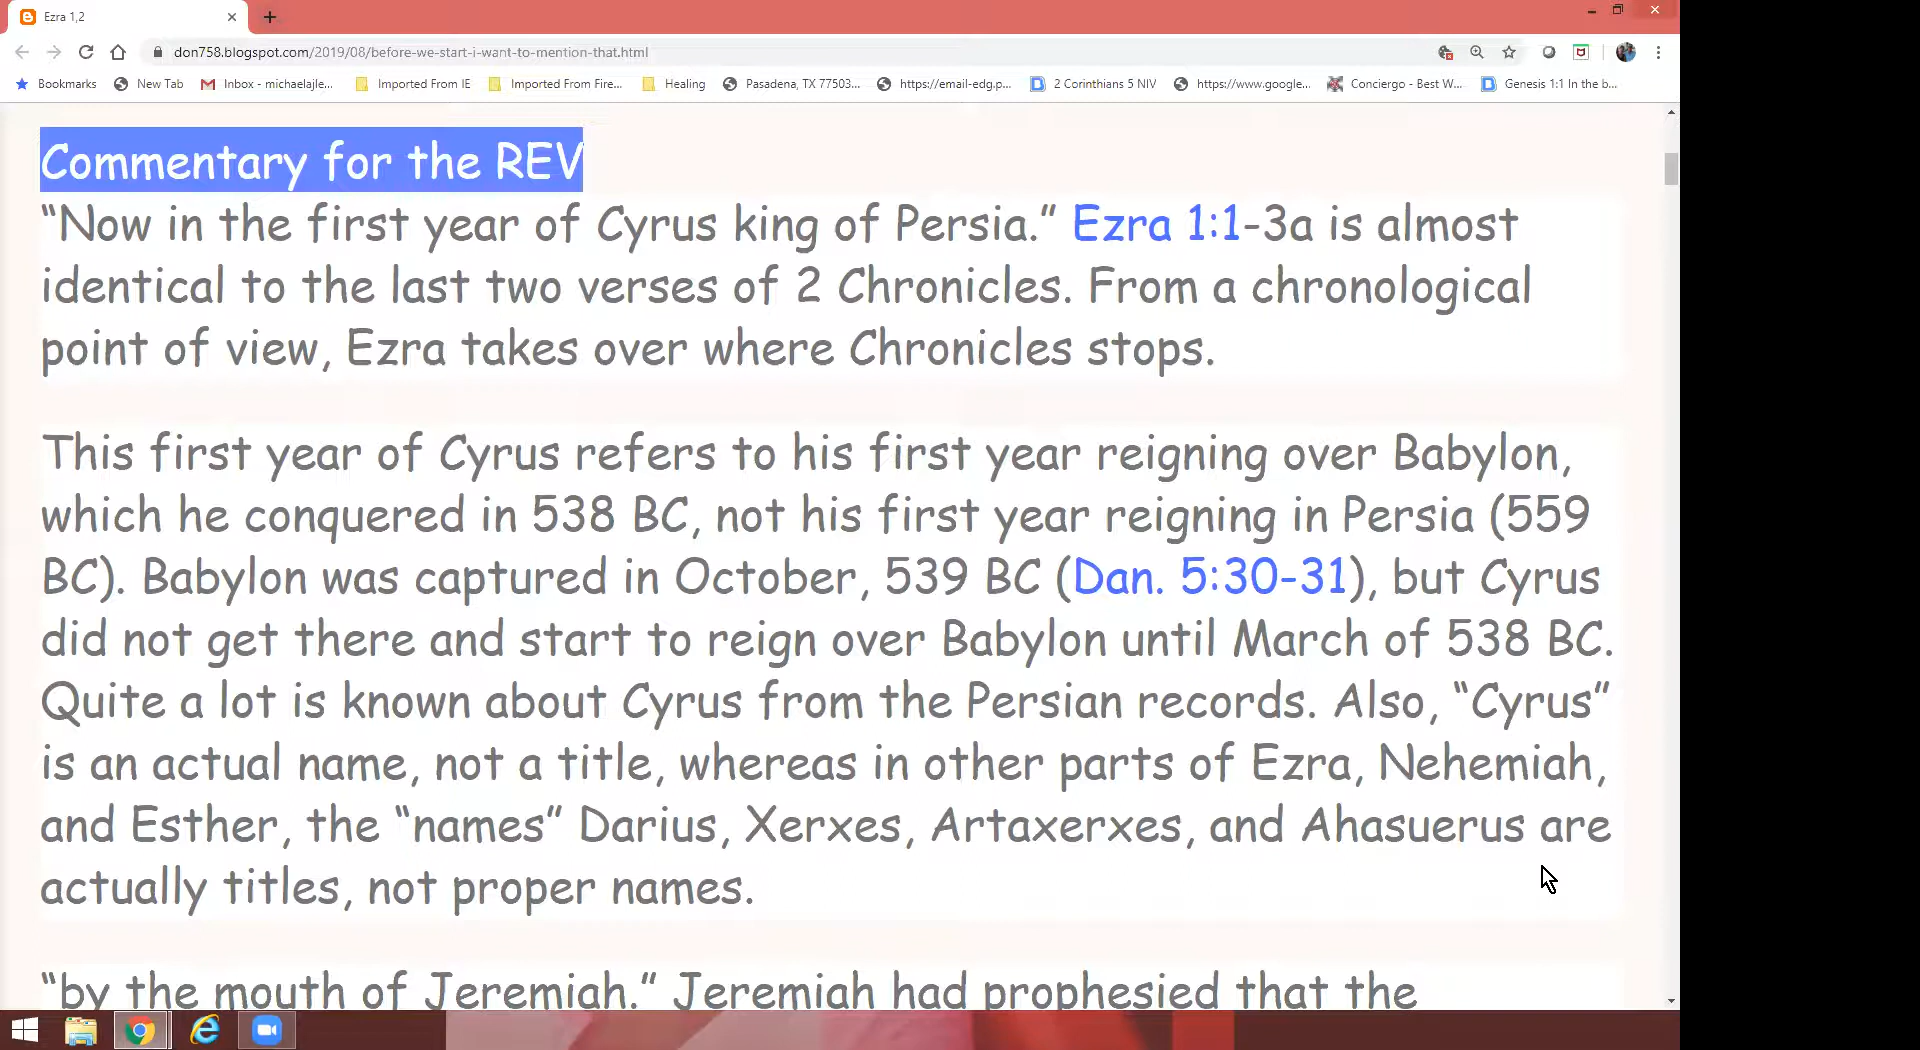 Ezra 1,2
don758.blogspot.com/2019/08/before-we-start-i-want-to-mention-that.html
Bookmarks New Tab Inbox - michaelajle... Imported From IE Imported From Fire... Healing Pasadena, TX 77503... https://email-edg.p... 2 Corinthians 5 NIV https://www.google... Conciergo - Best W... Genesis 1:1 In the b...
Commentary for the REV
“Now in the first year of Cyrus king of Persia.” Ezra 1:1-3a is almost
identical to the last two verses of 2 Chronicles. From a chronological
point of view, Ezra takes over where Chronicles stops.
This first year of Cyrus refers to his first year reigning over Babylon,
which he conquered in 538 BC, not his first year reigning in Persia (559
BC). Babylon was captured in October, 539 BC (Dan. 5:30-31), but Cyrus
did not get there and start to reign over Babylon until March of 538 BC.
Quite a lot is known about Cyrus from the Persian records. Also, “Cyrus”
is an actual name, not a title, whereas in other parts of Ezra, Nehemiah,
and Esther, the “names” Darius, Xerxes, Artaxerxes, and Ahasuerus are
actually titles, not proper names.
“by the mouth of Jeremiah.” Jeremiah had prophesied that the